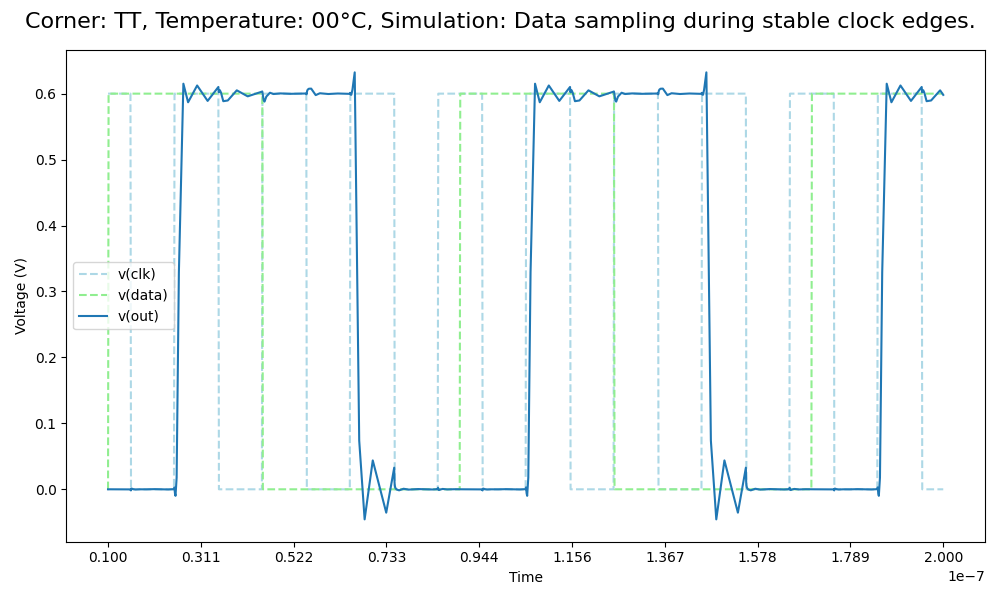 Corner: TT, Temperature: 00°C, Simulation: Data sampling during stable clock edges.
Voltage (V)
0.6
0.5
0.4
0.3
0.2
0.1
0.0
v(clk)
v(data)
v(out)
0.100 0.311 0.522 0.733 0.944 1.156 1.367 1.578 1.789 2.000
Time
1e−7